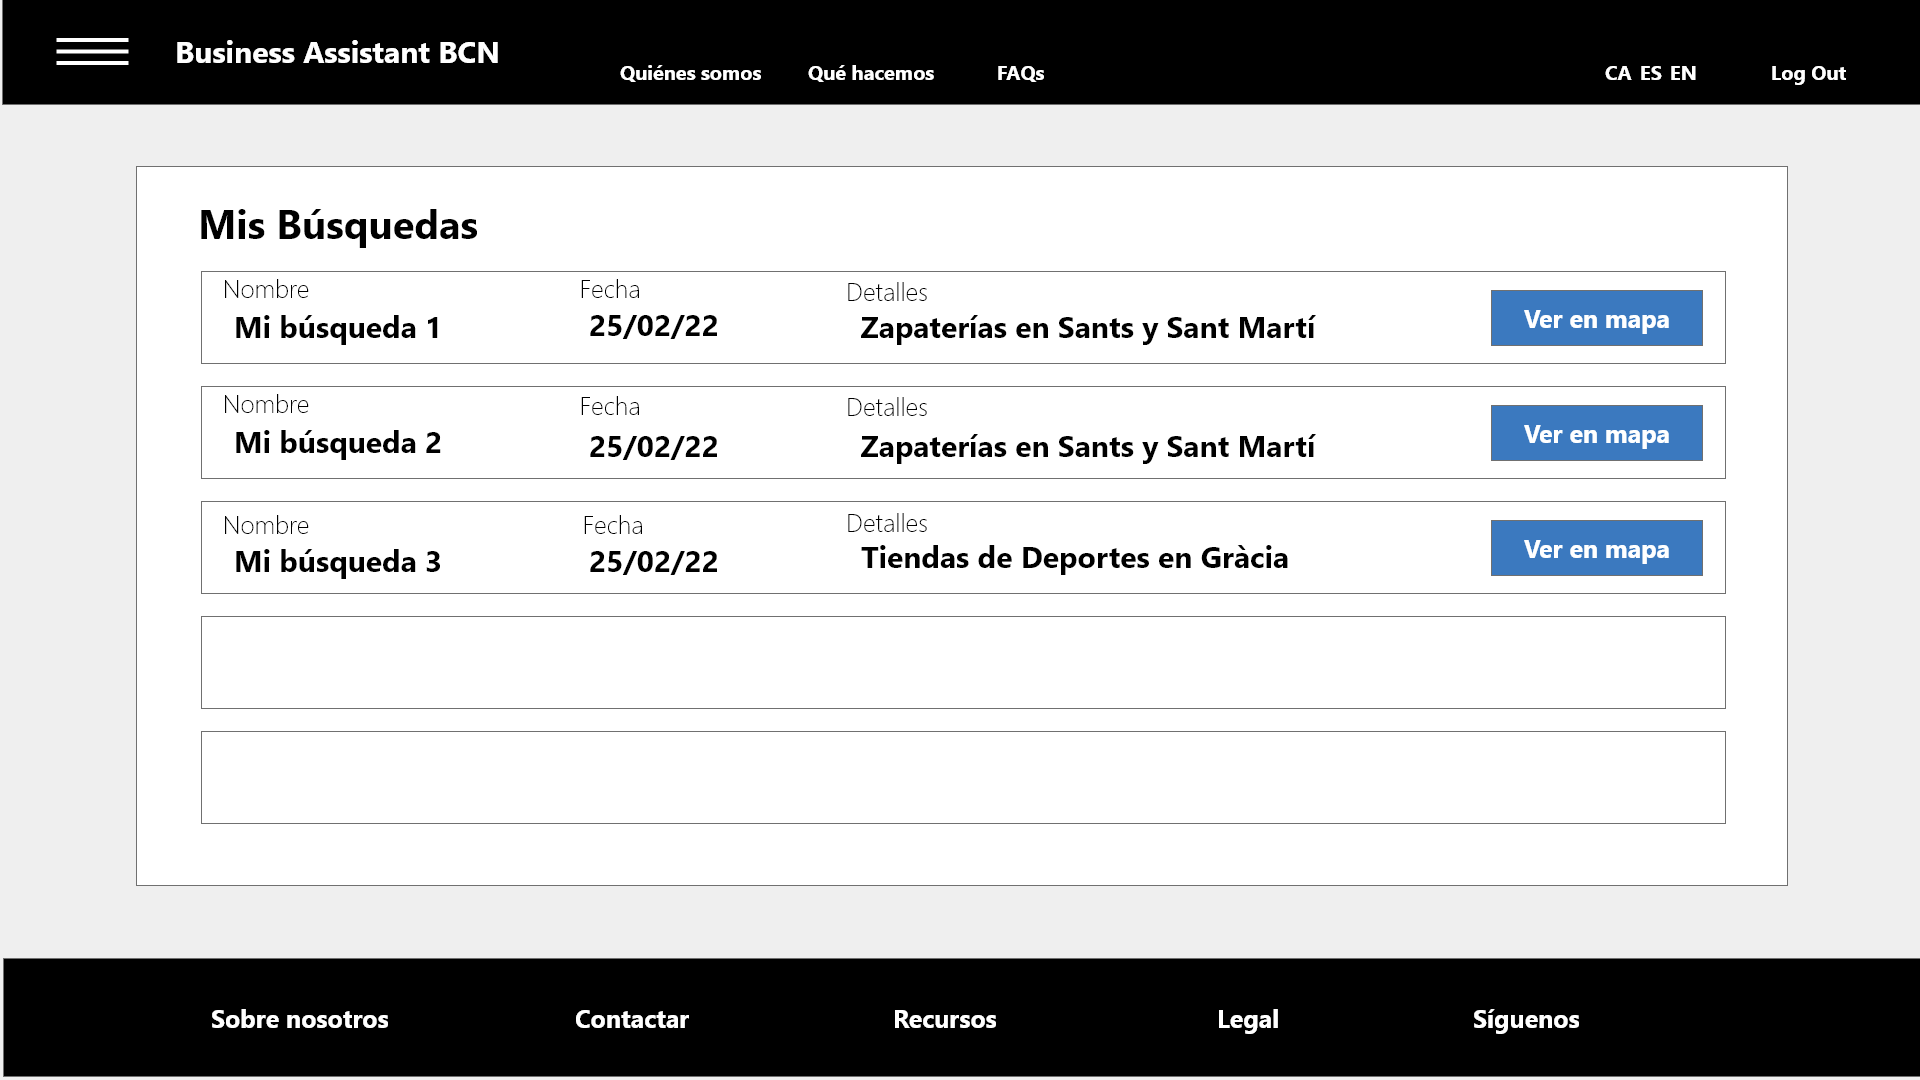 Business Assistant BCN
Quiénes somos Qué hacemos FAQs CA ES EN Log Out
Mis Búsquedas
Nombre Fecha Detalles
Mi búsqueda 1 25/02/22 Zapaterías en Sants y Sant Martí Ver en mapa
Nombre Fecha Detalles
Mi búsqueda 2 25/02/22 Zapaterías en Sants y Sant Martí Ver en mapa
Nombre Fecha Detalles
Mi búsqueda 3 25/02/22 Tiendas de Deportes en Gràcia Ver en mapa
Sobre nosotros Contactar Recursos Legal Síguenos